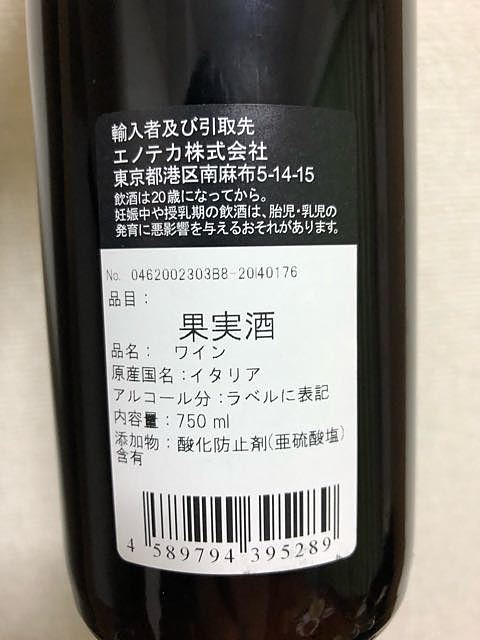 輸入者及び引取先
エノテカ株式会社
東京都港区南麻布5-14-15
飲酒は20歳になってから。
妊娠中や授乳期の飲酒は、胎児・乳児の
発育に悪影響を与えるおそれがあります。
No. 0462002303B8-20I40176
品目：
果実酒
品名： ワイン
原産国名：イタリア
アルコール分：ラベルに表記
内容量：750 ml
添加物：酸化防止剤(亜硫酸塩)
含有
4 589794 395289